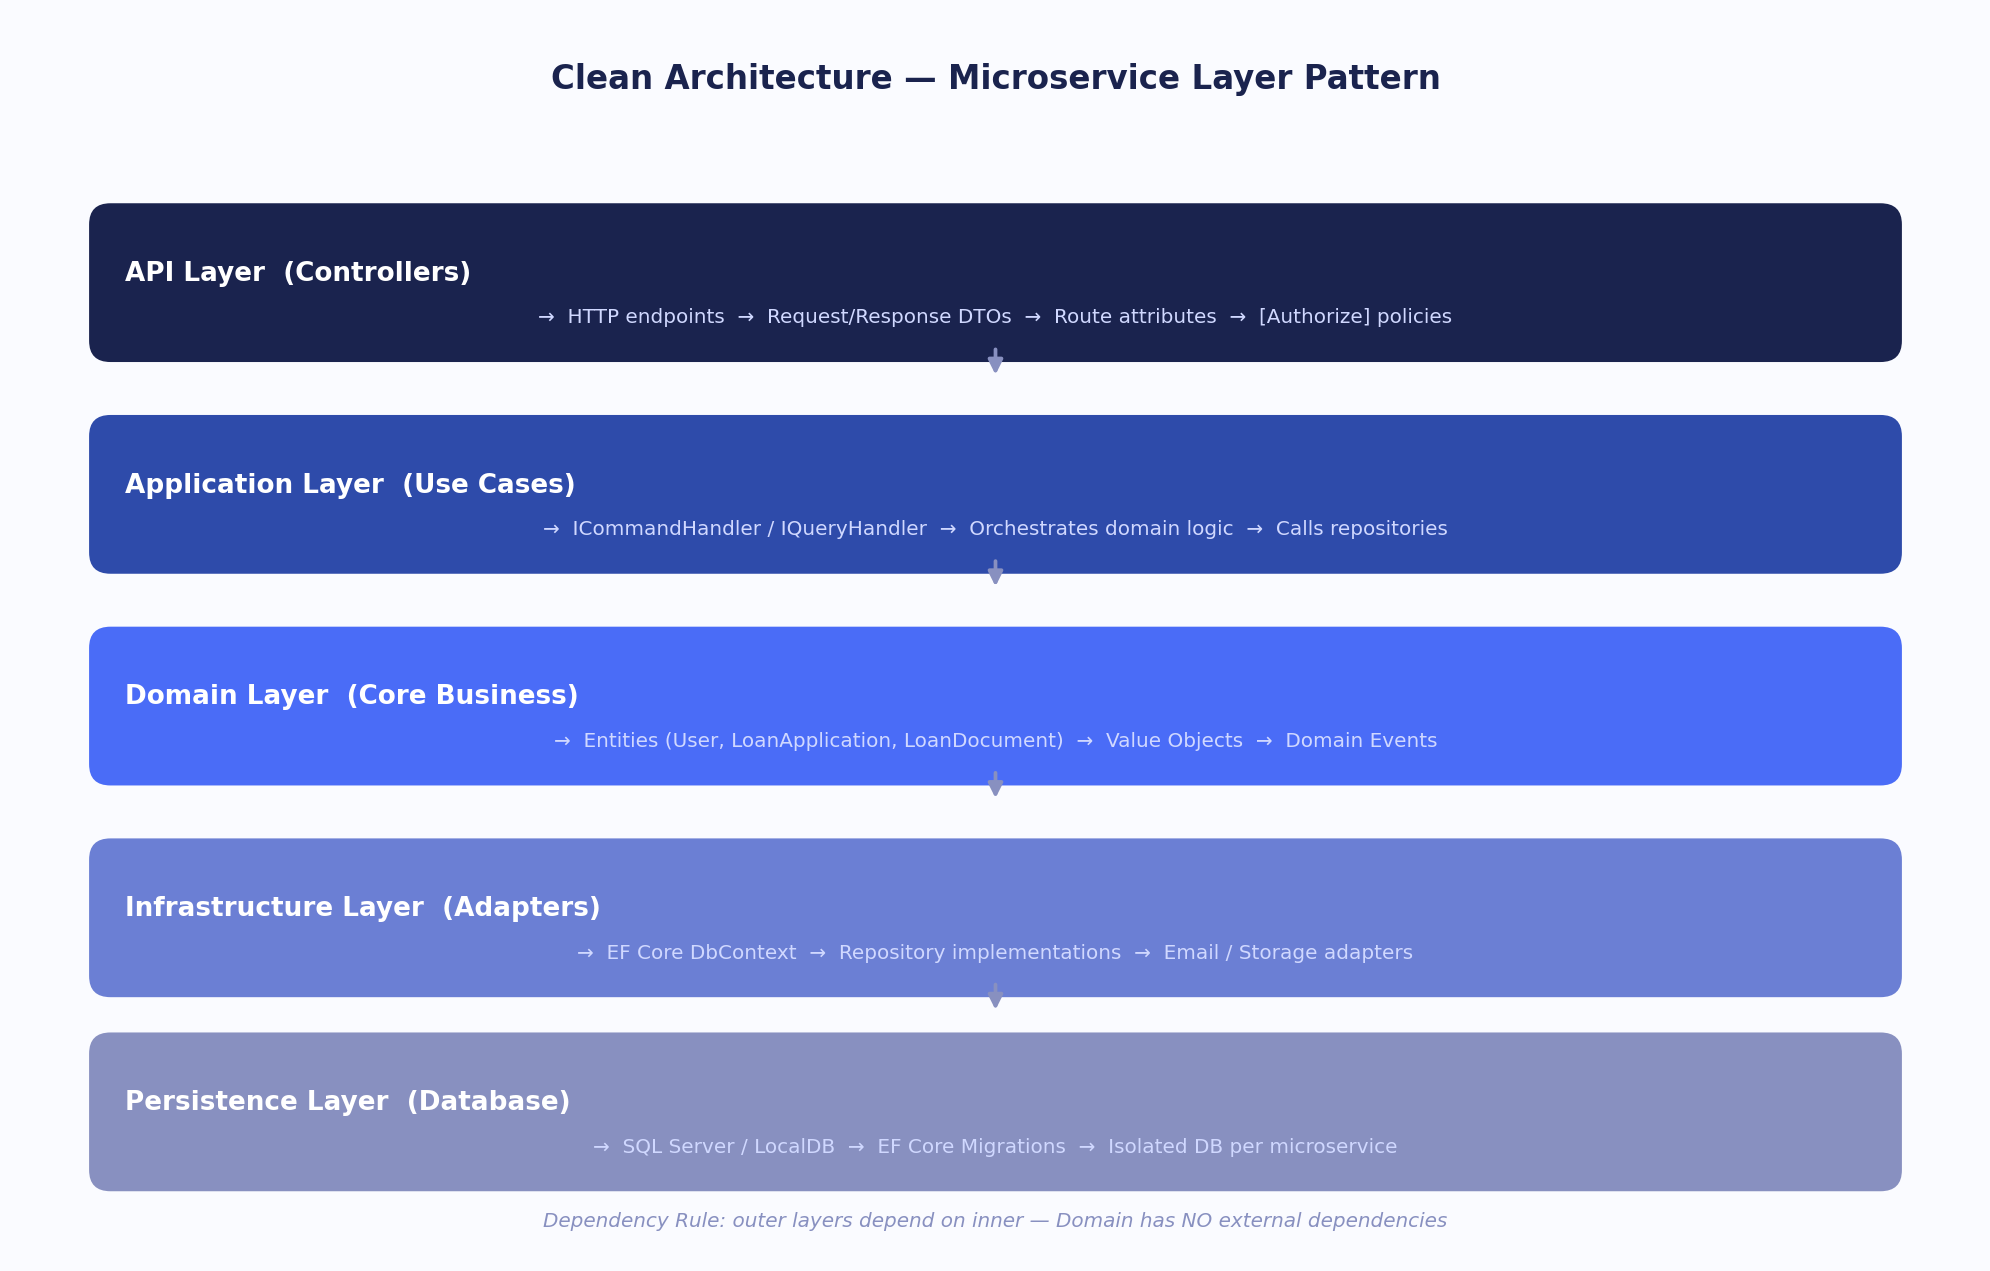 Clean Architecture — Microservice Layer Pattern
API Layer  (Controllers)
→  HTTP endpoints  →  Request/Response DTOs  →  Route attributes  →  [Authorize] policies
Application Layer  (Use Cases)
→  ICommandHandler / IQueryHandler  →  Orchestrates domain logic  →  Calls repositories
Domain Layer  (Core Business)
→  Entities (User, LoanApplication, LoanDocument)  →  Value Objects  →  Domain Events
Infrastructure Layer  (Adapters)
→  EF Core DbContext  →  Repository implementations  →  Email / Storage adapters
Persistence Layer  (Database)
→  SQL Server / LocalDB  →  EF Core Migrations  →  Isolated DB per microservice
Dependency Rule: outer layers depend on inner — Domain has NO external dependencies